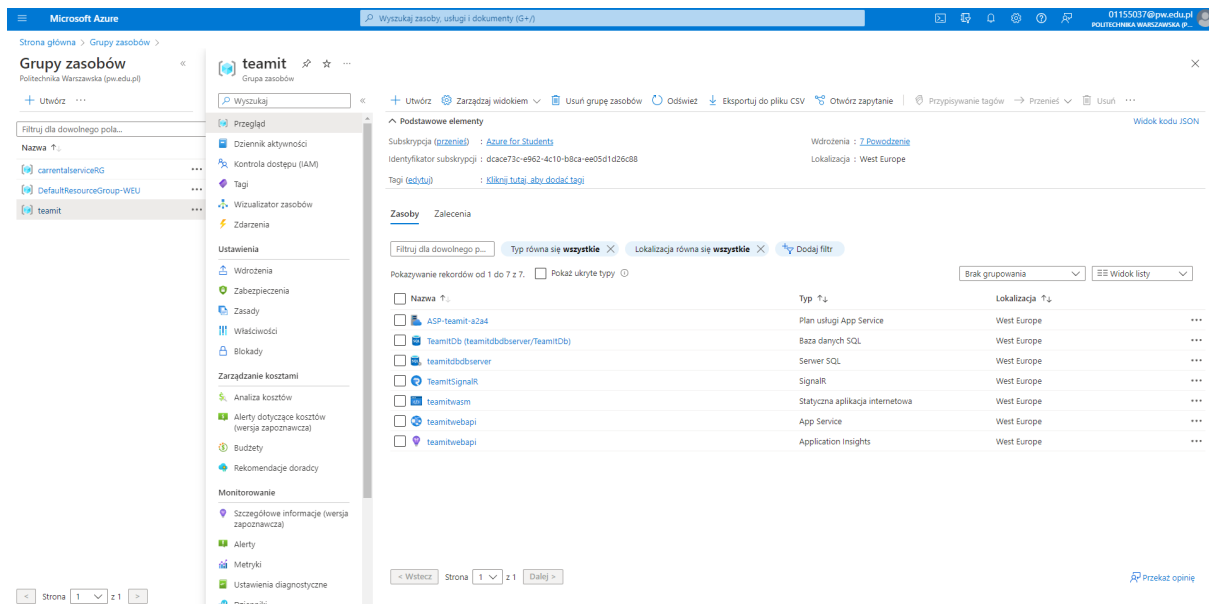 Microsoft Azure
Wyszukaj zasoby, usługi i dokumenty (G+/)
01155037@pw.edu.pl
POLITECHNIKA WARSZAWSKA (P...
Strona główna > Grupy zasobów >
Grupy zasobów
Politechnika Warszawska (pw.edu.pl)
+ Utwórz ...
Filtruj dla dowolnego pola...
Nazwa ↑↓
carrentalserviceRG ...
DefaultResourceGroup-WEU ...
teamit ...
< Strona 1 z 1 >
teamit ...
Grupa zasobów
Wyszukaj
Przegląd
Dziennik aktywności
Kontrola dostępu (IAM)
Tagi
Wizualizator zasobów
Zdarzenia
Ustawienia
Wdrożenia
Zabezpieczenia
Zasady
Właściwości
Blokady
Zarządzanie kosztami
Analiza kosztów
Alerty dotyczące kosztów
(wersja zapoznawcza)
Budżety
Rekomendacje doradcy
Monitorowanie
Szczegółowe informacje (wersja
zapoznawcza)
Alerty
Metryki
Ustawienia diagnostyczne
Dzienniki
+ Utwórz Zarządzaj widokiem Usuń grupę zasobów Odśwież Eksportuj do pliku CSV Otwórz zapytanie Przypisywanie tagów Przenieś Usuń ...
Podstawowe elementy Widok kodu JSON
Subskrypcja (przenieś) : Azure for Students Wdrożenia : 7 Powodzenie
Identyfikator subskrypcji : dcace73c-e962-4c10-b8ca-ee05d1d26c88 Lokalizacja : West Europe
Tagi (edytuj) : Kliknij tutaj, aby dodać tagi
Zasoby Zalecenia
Filtruj dla dowolnego p... Typ równa się wszystkie Lokalizacja równa się wszystkie Dodaj filtr
Pokazywanie rekordów od 1 do 7 z 7. Pokaż ukryte typy Brak grupowania Widok listy
Nazwa ↑↓ Typ ↑↓ Lokalizacja ↑↓
ASP-teamit-a2a4 Plan usługi App Service West Europe ...
TeamitDb (teamitdbdbserver/TeamitDb) Baza danych SQL West Europe ...
teamitdbdbserver Serwer SQL West Europe ...
TeamItSignalR SignalR West Europe ...
teamitwasm Statyczna aplikacja internetowa West Europe ...
teamitwebapi App Service West Europe ...
teamitwebapi Application Insights West Europe ...
< Wstecz Strona 1 z 1 Dalej >
Przekaż opinię